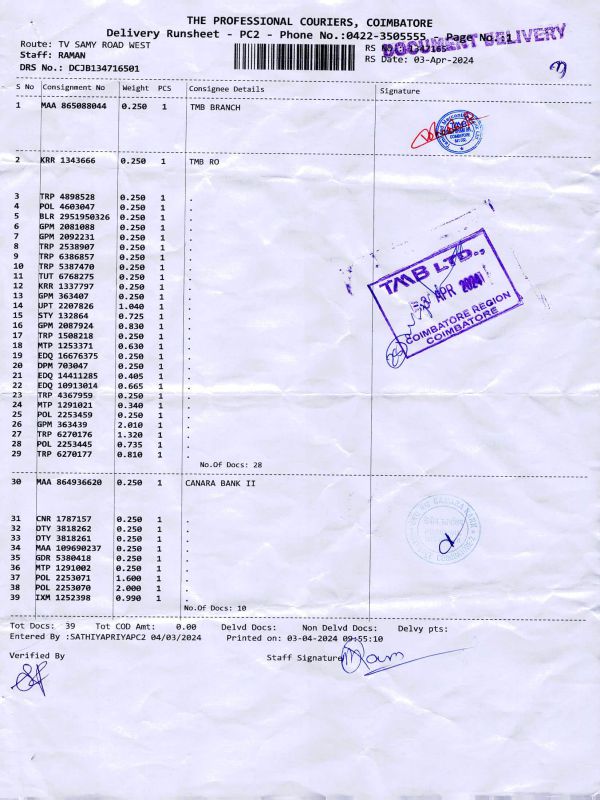 THE PROFESSIONAL COURIERS, COIMBATORE
Delivery Runsheet - PC2 - Phone No.:0422-3505555 - Page No.:1
DOCUMENT DELIVERY
Route: TV SAMY ROAD WEST
RS No.: 1347165
Staff: RAMAN
RS Date: 03-Apr-2024
DRS No.: DCJB134716501
S No Consignment No Weight PCS Consignee Details Signature
1 MAA 865088044 0.250 1 TMB BRANCH
2 KRR 1343666 0.250 1 TMB RO
3 TRP 4898528 0.250 1 .
4 POL 4603047 0.250 1 .
5 BLR 2951950326 0.250 1 .
6 GPM 2081088 0.250 1 .
7 GPM 2092231 0.250 1 .
8 TRP 2538907 0.250 1 .
9 TRP 6386857 0.250 1 .
10 TRP 5387470 0.250 1 .
11 TUT 6768275 0.250 1 .
12 KRR 1337797 0.250 1 .
13 GPM 363407 0.250 1 .
14 UPT 2207826 1.040 1 .
15 STY 132864 0.725 1 .
16 GPM 2087924 0.830 1 .
17 TRP 1508218 0.250 1 .
18 MTP 1253371 0.630 1 .
19 EDQ 16676375 0.250 1 .
20 DPM 703047 0.250 1 .
21 EDQ 14411285 0.405 1 .
22 EDQ 10913014 0.665 1 .
23 TRP 4367959 0.250 1 .
24 MTP 1291021 0.340 1 .
25 POL 2253459 0.250 1 .
26 GPM 363439 2.010 1 .
27 TRP 6270176 1.320 1 .
28 POL 2253445 0.735 1 .
29 TRP 6270177 0.810 1 .
TMB LTD.,
APR 2024
COIMBATORE REGION
COIMBATORE
No.Of Docs: 28
30 MAA 864936620 0.250 1 CANARA BANK II
31 CNR 1787157 0.250 1 .
32 OTY 3818262 0.250 1 .
33 OTY 3818261 0.250 1 .
34 MAA 109690237 0.250 1 .
35 GDR 5380418 0.250 1 .
36 MTP 1291002 0.250 1 .
37 POL 2253071 1.600 1 .
38 POL 2253070 2.000 1 .
39 IXM 1252398 0.990 1 .
No.Of Docs: 10
Tot Docs: 39 Tot COD Amt: 0.00 Delvd Docs: Non Delvd Docs: Delvy pts:
Entered By :SATHIYAPRIYAPC2 04/03/2024 Printed on: 03-04-2024 09:55:10
Verified By
Staff Signature Ram